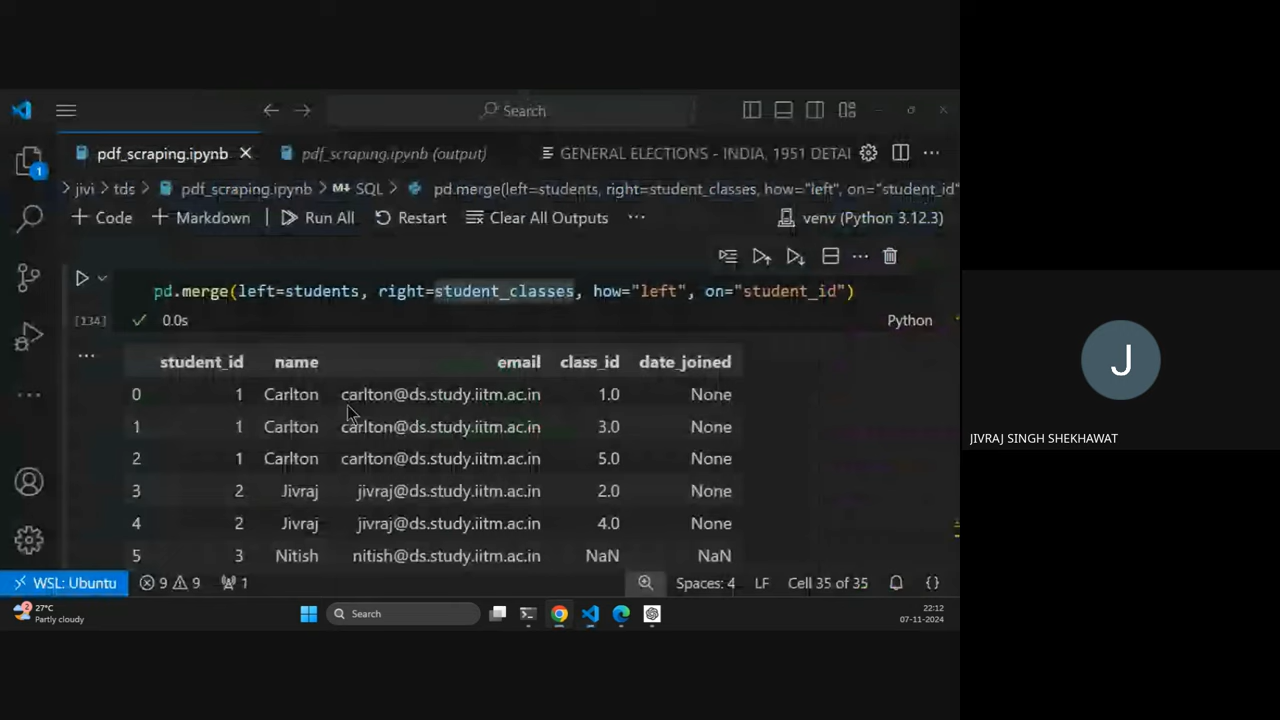 Search
pdf_scraping.ipynb
pdf_scraping.ipynb (output)
GENERAL ELECTIONS - INDIA, 1951 DETAI
1
jivi
tds
pdf_scraping.ipynb
SQL
pd.merge(left=students, right=student_classes, how="left", on="student_id"
Code
Markdown
Run All
Restart
Clear All Outputs
venv (Python 3.12.3)
pd.merge(left=students, right=student_classes, how="left", on="student_id")
[134]
0.0s
Python
student_id name email class_id date_joined
0 1 Carlton carlton@ds.study.iitm.ac.in 1.0 None
1 1 Carlton carlton@ds.study.iitm.ac.in 3.0 None
2 1 Carlton carlton@ds.study.iitm.ac.in 5.0 None
3 2 Jivraj jivraj@ds.study.iitm.ac.in 2.0 None
4 2 Jivraj jivraj@ds.study.iitm.ac.in 4.0 None
5 3 Nitish nitish@ds.study.iitm.ac.in NaN NaN
WSL: Ubuntu 9 9 1 Spaces: 4 LF Cell 35 of 35
2
27°C
Partly cloudy
Search
22:12
07-11-2024
J
JIVRAJ SINGH SHEKHAWAT